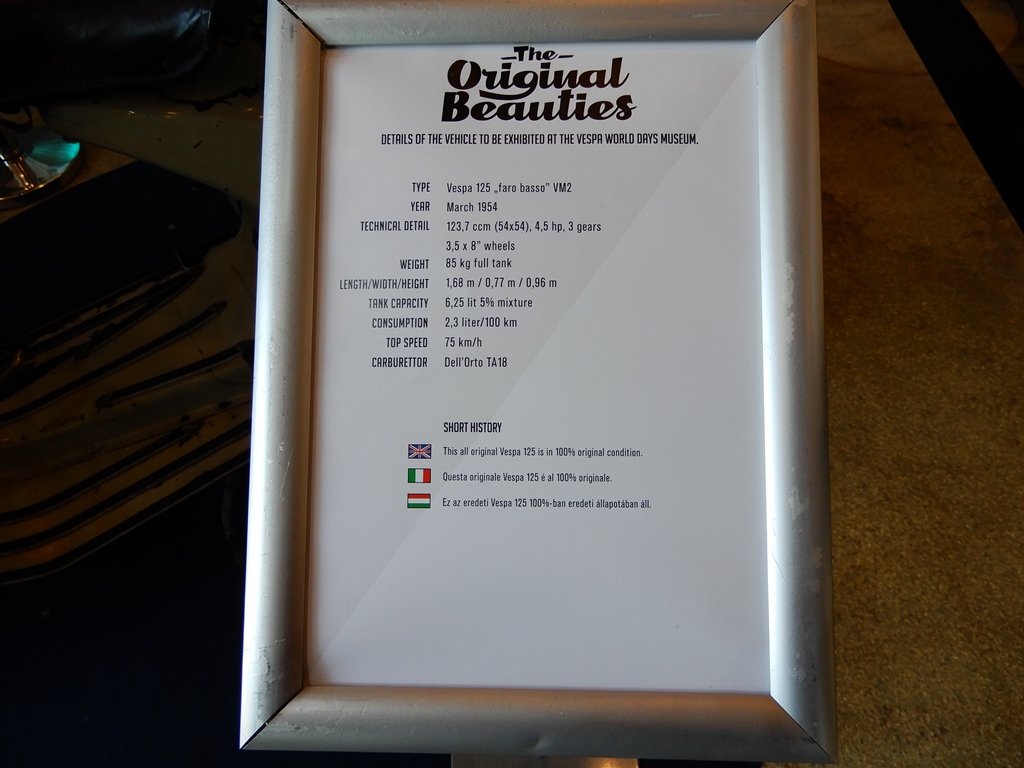 The
Original
Beauties
DETAILS OF THE VEHICLE TO BE EXHIBITED AT THE VESPA WORLD DAYS MUSEUM.
TYPE Vespa 125 „faro basso" VM2
YEAR March 1954
TECHNICAL DETAIL 123,7 ccm (54x54), 4,5 hp, 3 gears
3,5 x 8" wheels
WEIGHT 85 kg full tank
LENGTH/WIDTH/HEIGHT 1,68 m / 0,77 m / 0,96 m
TANK CAPACITY 6,25 lit 5% mixture
CONSUMPTION 2,3 liter/100 km
TOP SPEED 75 km/h
CARBURETTOR Dell'Orto TA18
SHORT HISTORY
This all original Vespa 125 is in 100% original condition.
Questa originale Vespa 125 é al 100% originale.
Ez az eredeti Vespa 125 100%-ban eredeti állapotában áll.